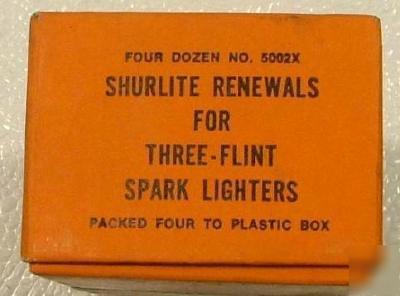 FOUR DOZEN NO. 5002X
SHURLITE RENEWALS
FOR
THREE-FLINT
SPARK LIGHTERS
PACKED FOUR TO PLASTIC BOX